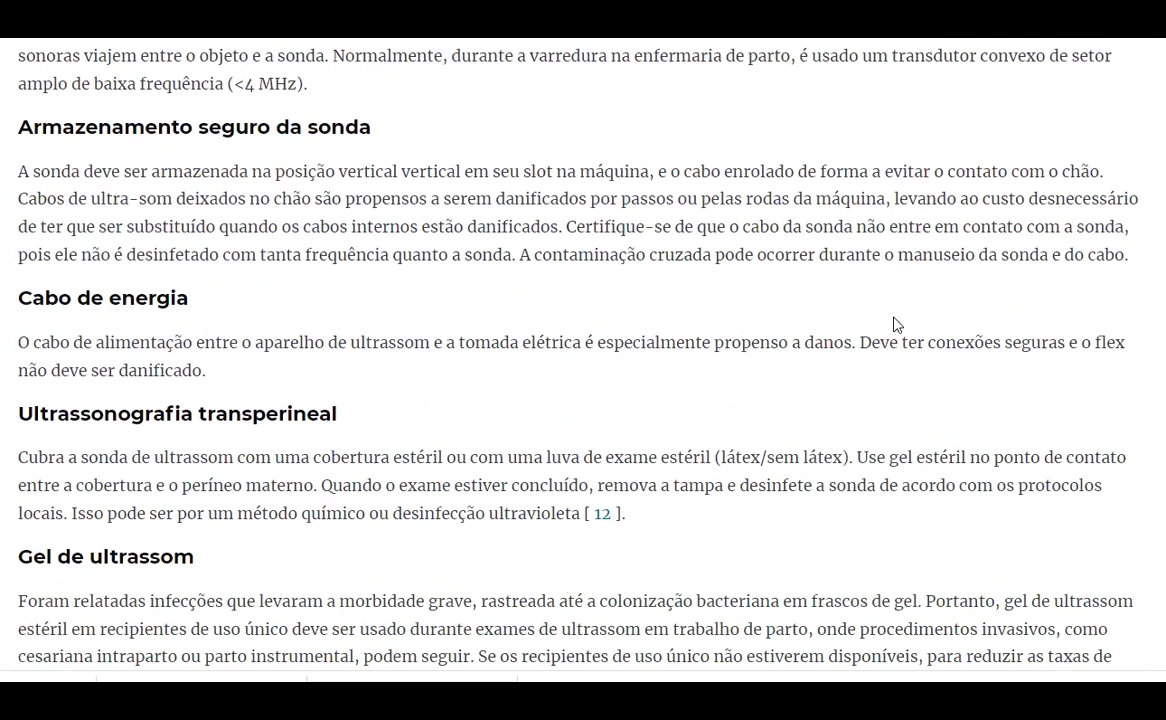 sonoras viajem entre o objeto e a sonda. Normalmente, durante a varredura na enfermaria de parto, é usado um transdutor convexo de setor
amplo de baixa frequência (<4 MHz).
Armazenamento seguro da sonda
A sonda deve ser armazenada na posição vertical vertical em seu slot na máquina, e o cabo enrolado de forma a evitar o contato com o chão.
Cabos de ultra-som deixados no chão são propensos a serem danificados por passos ou pelas rodas da máquina, levando ao custo desnecessário
de ter que ser substituído quando os cabos internos estão danificados. Certifique-se de que o cabo da sonda não entre em contato com a sonda,
pois ele não é desinfetado com tanta frequência quanto a sonda. A contaminação cruzada pode ocorrer durante o manuseio da sonda e do cabo.
Cabo de energia
O cabo de alimentação entre o aparelho de ultrassom e a tomada elétrica é especialmente propenso a danos. Deve ter conexões seguras e o flex
não deve ser danificado.
Ultrassonografia transperineal
Cubra a sonda de ultrassom com uma cobertura estéril ou com uma luva de exame estéril (látex/sem látex). Use gel estéril no ponto de contato
entre a cobertura e o períneo materno. Quando o exame estiver concluído, remova a tampa e desinfete a sonda de acordo com os protocolos
locais. Isso pode ser por um método químico ou desinfecção ultravioleta [ 12 ].
Gel de ultrassom
Foram relatadas infecções que levaram a morbidade grave, rastreada até a colonização bacteriana em frascos de gel. Portanto, gel de ultrassom
estéril em recipientes de uso único deve ser usado durante exames de ultrassom em trabalho de parto, onde procedimentos invasivos, como
cesariana intraparto ou parto instrumental, podem seguir. Se os recipientes de uso único não estiverem disponíveis, para reduzir as taxas de